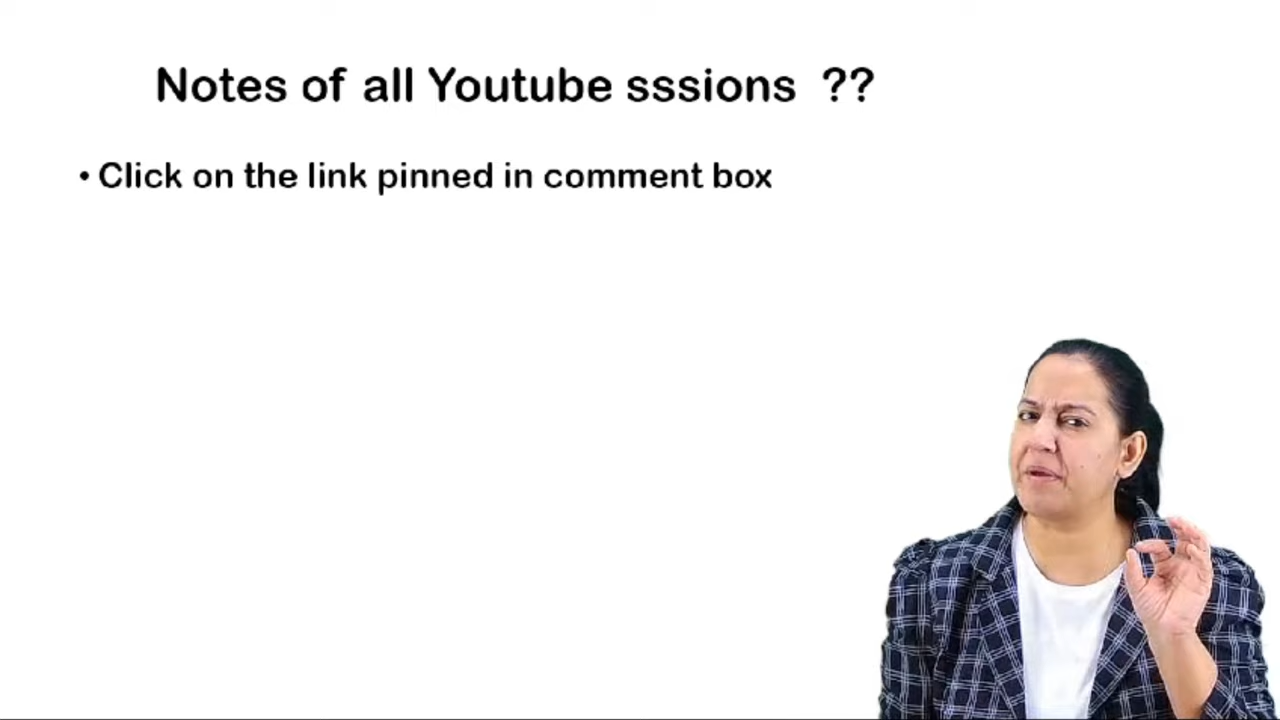 Notes of all Youtube sssions ??
• Click on the link pinned in comment box